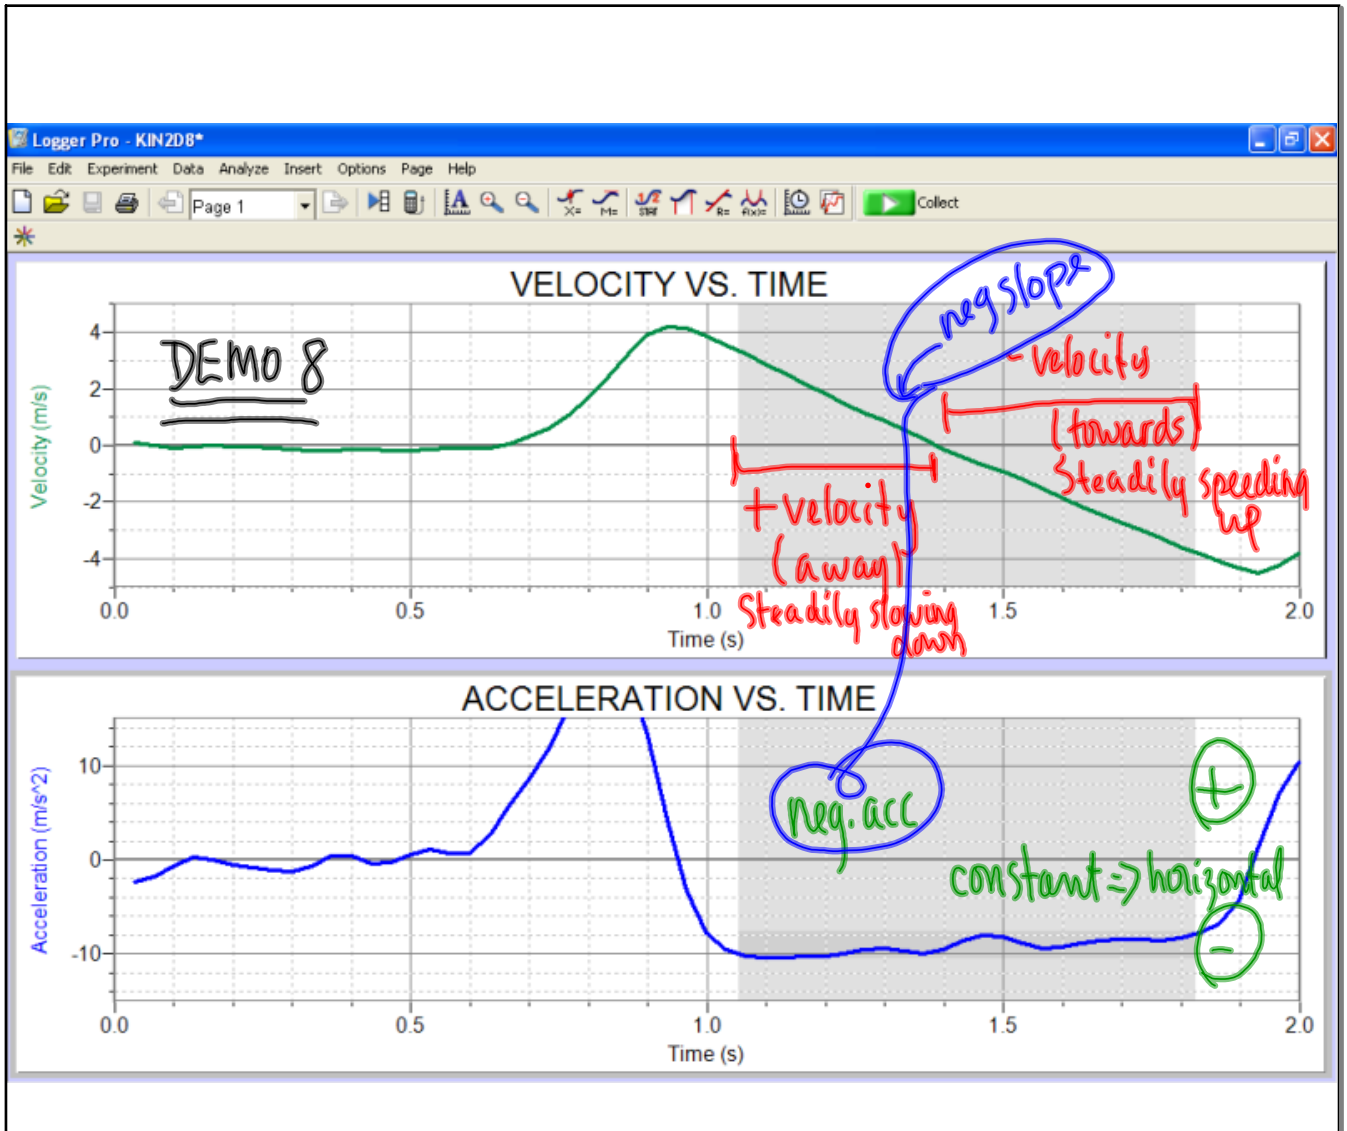 Logger Pro - KIN2D8*
File Edit Experiment Data Analyze Insert Options Page Help
Page 1
X=
M=
1/2
STAT
R=
f(x)=
Collect
VELOCITY VS. TIME
neg slope
DEMO 8
- velocity
(towards)
Steadily speeding
up
+ velocity
(away)
Steadily slowing
down
Velocity (m/s)
4
2
0
-2
-4
0.0 0.5 1.0 1.5 2.0
Time (s)
ACCELERATION VS. TIME
neg. acc
+
constant => horizontal
-
Acceleration (m/s^2)
10
0
-10
0.0 0.5 1.0 1.5 2.0
Time (s)